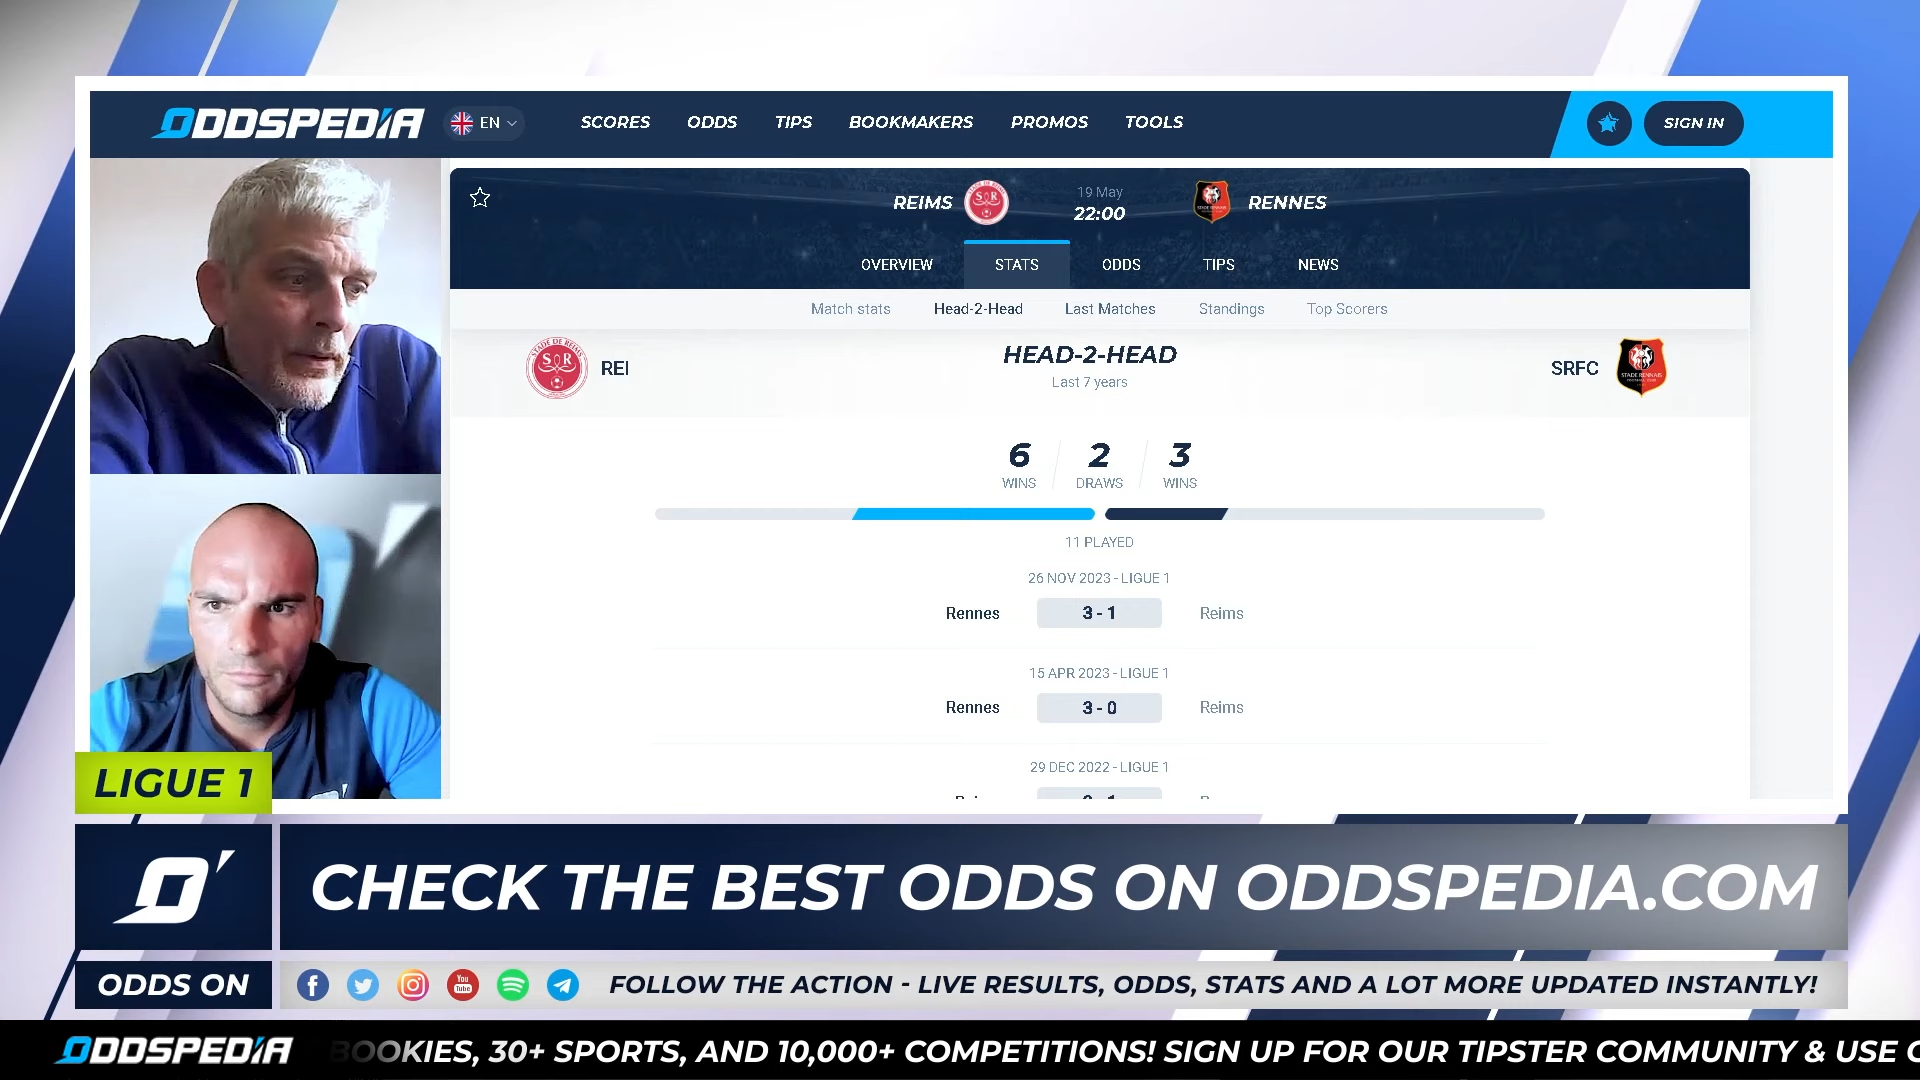 ODDSPEDIA EN SCORES ODDS TIPS BOOKMAKERS PROMOS TOOLS SIGN IN
REIMS 19 May 22:00 RENNES
OVERVIEW STATS ODDS TIPS NEWS
Match stats Head-2-Head Last Matches Standings Top Scorers
REI HEAD-2-HEAD SRFC
Last 7 years
6 2 3
WINS DRAWS WINS
11 PLAYED
26 NOV 2023 - LIGUE 1
Rennes 3 - 1 Reims
15 APR 2023 - LIGUE 1
Rennes 3 - 0 Reims
29 DEC 2022 - LIGUE 1
LIGUE 1
CHECK THE BEST ODDS ON ODDSPEDIA.COM
ODDS ON FOLLOW THE ACTION - LIVE RESULTS, ODDS, STATS AND A LOT MORE UPDATED INSTANTLY!
ODDSPEDIA BOOKIES, 30+ SPORTS, AND 10,000+ COMPETITIONS! SIGN UP FOR OUR TIPSTER COMMUNITY & USE